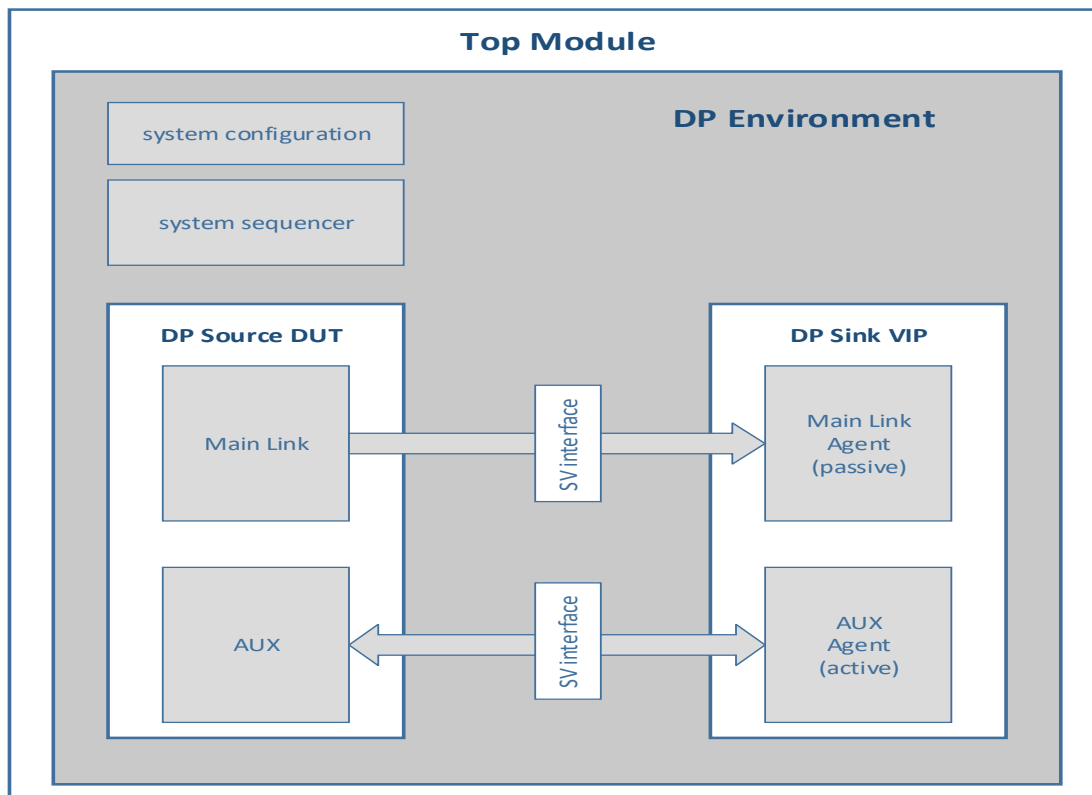 Top Module
DP Environment
system configuration
system sequencer
DP Source DUT
DP Sink VIP
Main Link
SV interface
Main Link
Agent
(passive)
AUX
SV interface
AUX
Agent
(active)